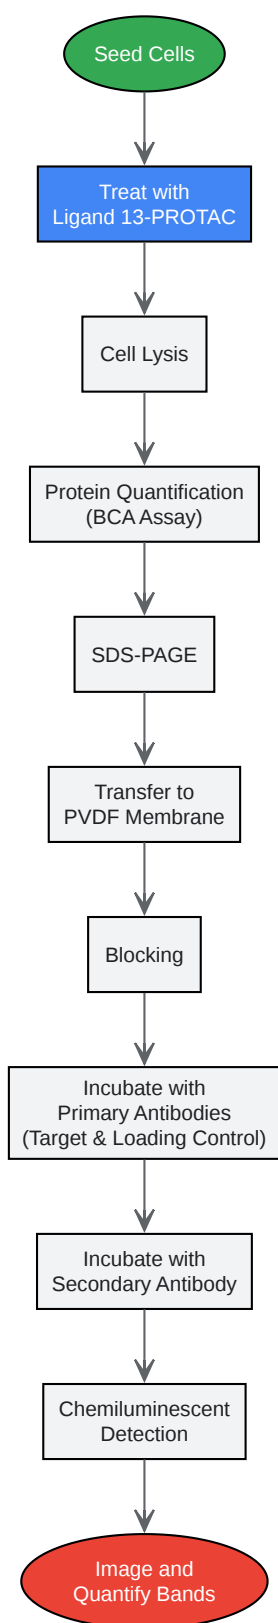 Seed Cells
Treat with
Ligand 13-PROTAC
Cell Lysis
Protein Quantification
(BCA Assay)
SDS-PAGE
Transfer to
PVDF Membrane
Blocking
Incubate with
Primary Antibodies
(Target & Loading Control)
Incubate with
Secondary Antibody
Chemiluminescent
Detection
Image and
Quantify Bands